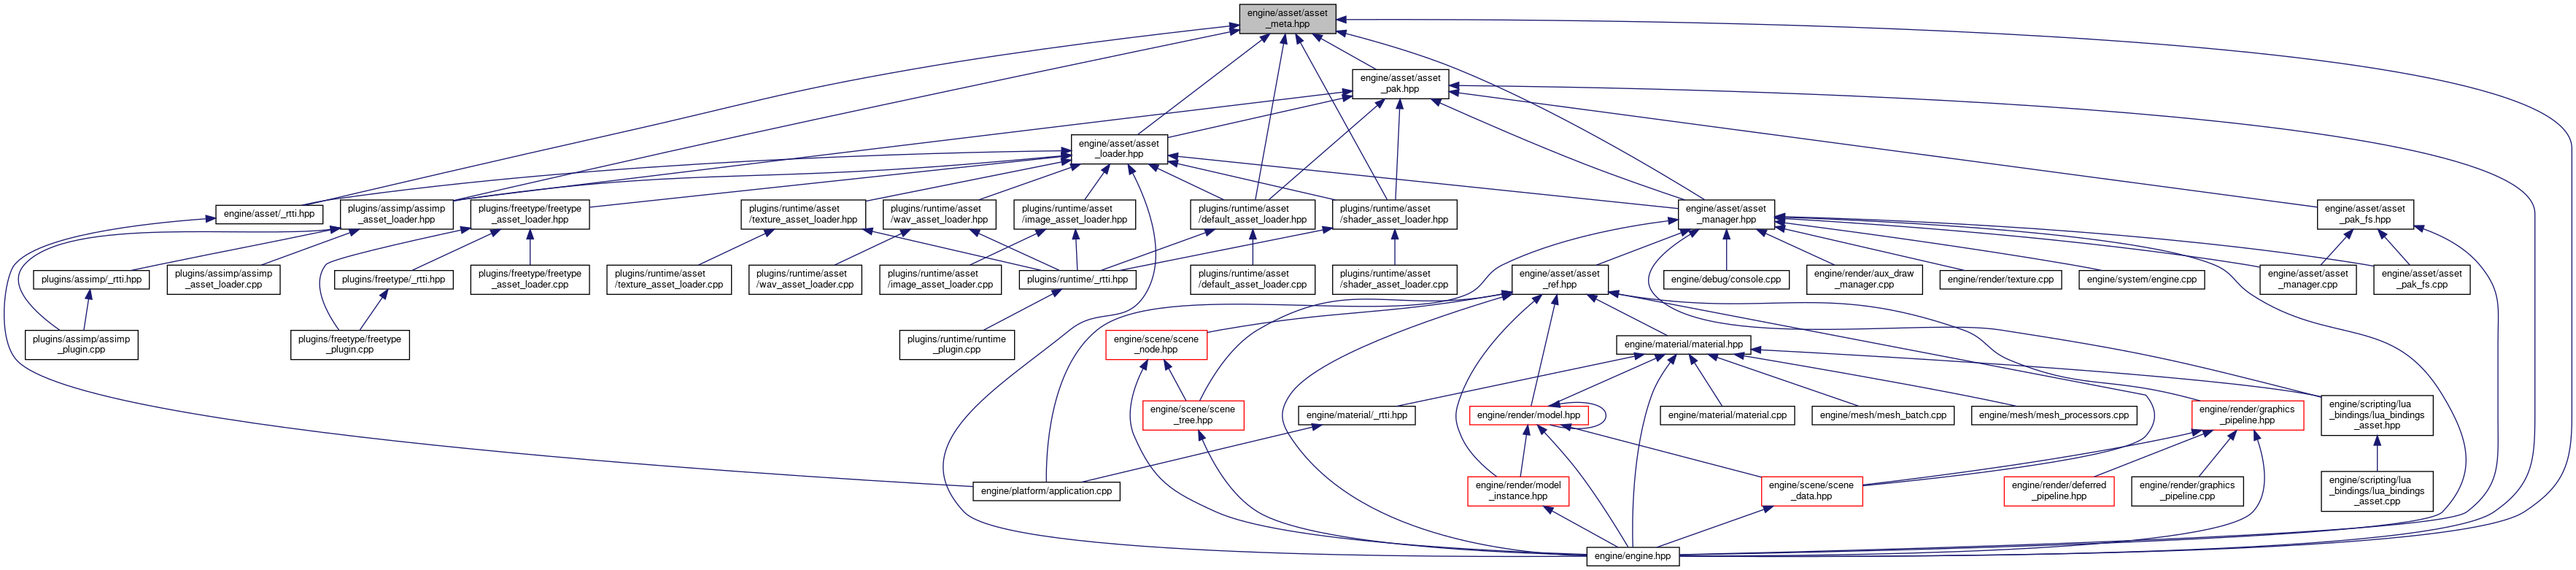 engine/asset/asset
_meta.hpp
engine/asset/asset
_pak.hpp
engine/asset/asset
_loader.hpp
engine/asset/_rtti.hpp
plugins/assimp/assimp
_asset_loader.hpp
plugins/freetype/freetype
_asset_loader.hpp
plugins/runtime/asset
/texture_asset_loader.hpp
plugins/runtime/asset
/wav_asset_loader.hpp
plugins/runtime/asset
/image_asset_loader.hpp
plugins/runtime/asset
/default_asset_loader.hpp
plugins/runtime/asset
/shader_asset_loader.hpp
engine/asset/asset
_manager.hpp
engine/asset/asset
_pak_fs.hpp
plugins/assimp/_rtti.hpp
plugins/assimp/assimp
_asset_loader.cpp
plugins/freetype/_rtti.hpp
plugins/freetype/freetype
_asset_loader.cpp
plugins/runtime/asset
/texture_asset_loader.cpp
plugins/runtime/asset
/wav_asset_loader.cpp
plugins/runtime/asset
/image_asset_loader.cpp
plugins/runtime/_rtti.hpp
plugins/runtime/asset
/default_asset_loader.cpp
plugins/runtime/asset
/shader_asset_loader.cpp
engine/asset/asset
_ref.hpp
engine/debug/console.cpp
engine/render/aux_draw
_manager.cpp
engine/render/texture.cpp
engine/system/engine.cpp
engine/asset/asset
_manager.cpp
engine/asset/asset
_pak_fs.cpp
plugins/assimp/assimp
_plugin.cpp
plugins/freetype/freetype
_plugin.cpp
plugins/runtime/runtime
_plugin.cpp
engine/scene/scene
_node.hpp
engine/material/material.hpp
engine/scene/scene
_tree.hpp
engine/material/_rtti.hpp
engine/render/model.hpp
engine/material/material.cpp
engine/mesh/mesh_batch.cpp
engine/mesh/mesh_processors.cpp
engine/render/graphics
_pipeline.hpp
engine/scripting/lua
_bindings/lua_bindings
_asset.hpp
engine/platform/application.cpp
engine/render/model
_instance.hpp
engine/scene/scene
_data.hpp
engine/render/deferred
_pipeline.hpp
engine/render/graphics
_pipeline.cpp
engine/scripting/lua
_bindings/lua_bindings
_asset.cpp
engine/engine.hpp